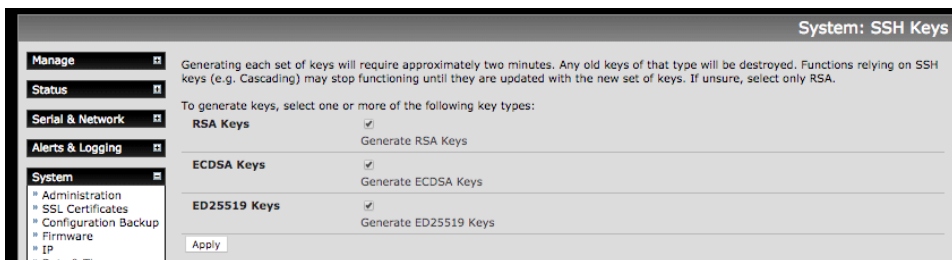 System: SSH Keys
Manage
Status
Serial & Network
Alerts & Logging
System
Administration
SSL Certificates
Configuration Backup
Firmware
IP
Generating each set of keys will require approximately two minutes. Any old keys of that type will be destroyed. Functions relying on SSH
keys (e.g. Cascading) may stop functioning until they are updated with the new set of keys. If unsure, select only RSA.
To generate keys, select one or more of the following key types:
RSA Keys
Generate RSA Keys
ECDSA Keys
Generate ECDSA Keys
ED25519 Keys
Generate ED25519 Keys
Apply